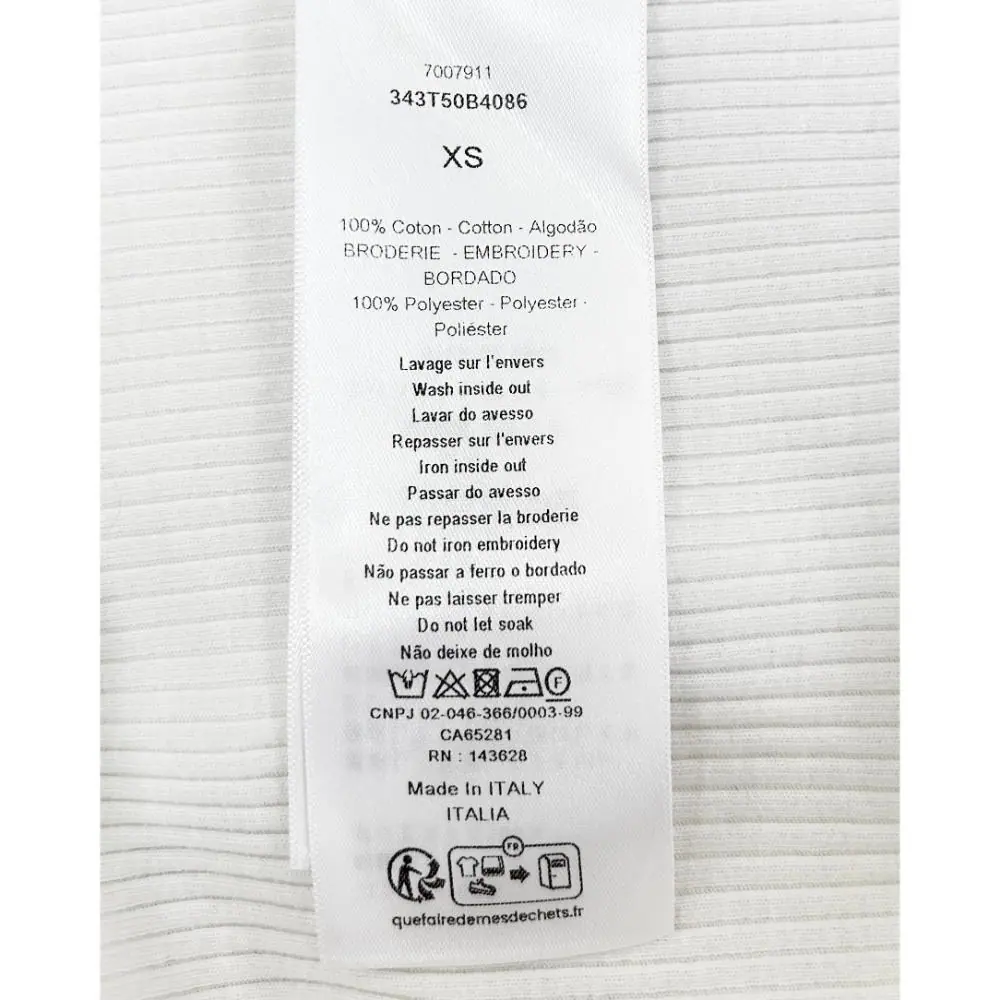 7007911
343T50B4086
XS
100% Coton - Cotton - Algodão
BRODERIE - EMBROIDERY -
BORDADO
100% Polyester - Polyester -
Poliéster
Lavage sur l'envers
Wash inside out
Lavar do avesso
Repasser sur l'envers
Iron inside out
Passar do avesso
Ne pas repasser la broderie
Do not iron embroidery
Não passar a ferro o bordado
Ne pas laisser tremper
Do not let soak
Não deixe de molho
F
CNPJ 02-046-366/0003-99
CA65281
RN : 143628
Made In ITALY
ITALIA
FR
quefairedemesdechets.fr